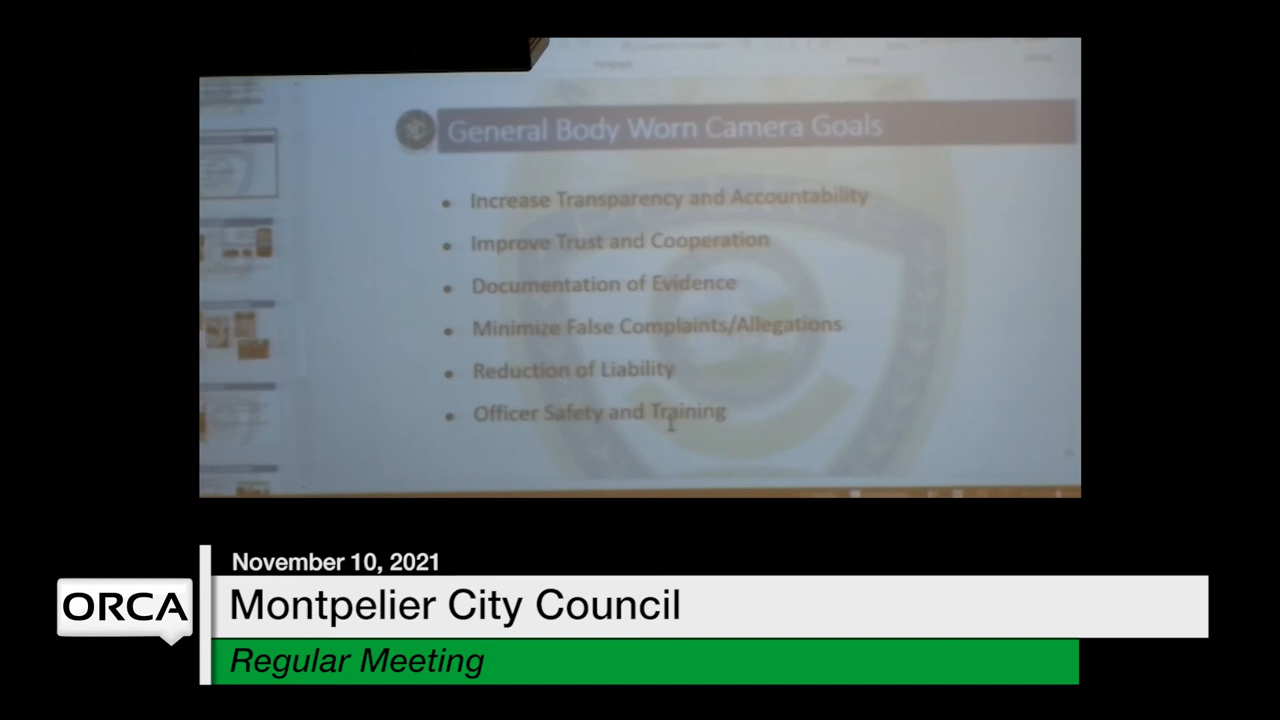 Paragraph
General Body Worn Camera Goals
• Increase Transparency and Accountability
• Improve Trust and Cooperation
• Documentation of Evidence
• Minimize False Complaints/Allegations
• Reduction of Liability
• Officer Safety and Training
November 10, 2021
ORCA
Montpelier City Council
Regular Meeting